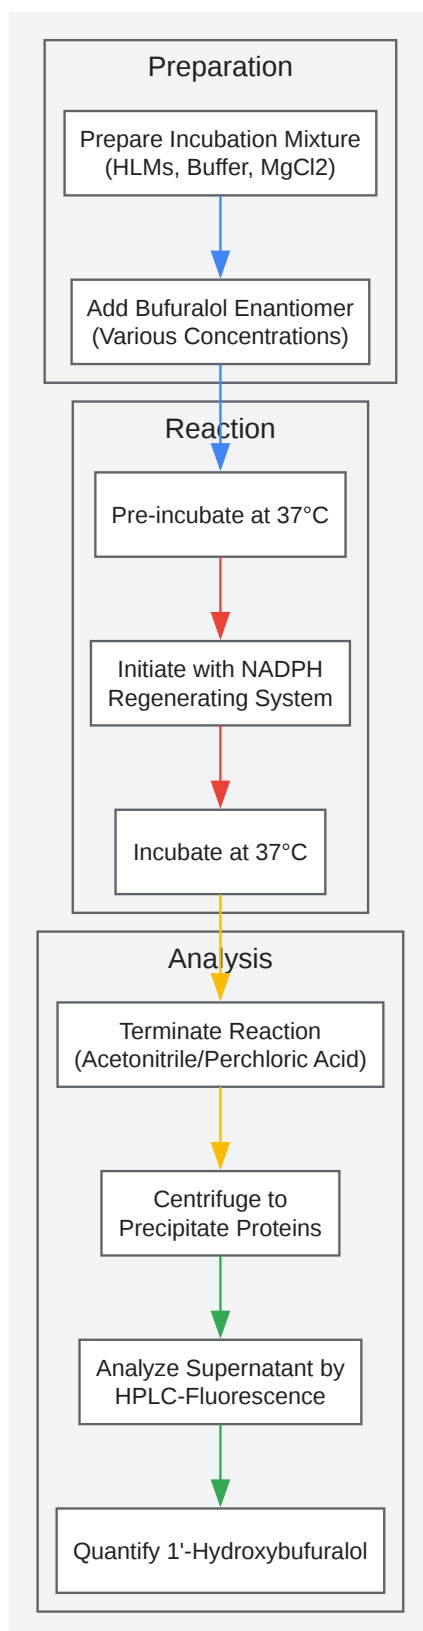 Preparation
Prepare Incubation Mixture
(HLMs, Buffer, MgCl2)
Add Bufuralol Enantiomer
(Various Concentrations)
Reaction
Pre-incubate at 37°C
Initiate with NADPH
Regenerating System
Incubate at 37°C
Analysis
Terminate Reaction
(Acetonitrile/Perchloric Acid)
Centrifuge to
Precipitate Proteins
Analyze Supernatant by
HPLC-Fluorescence
Quantify 1'-Hydroxybufuralol